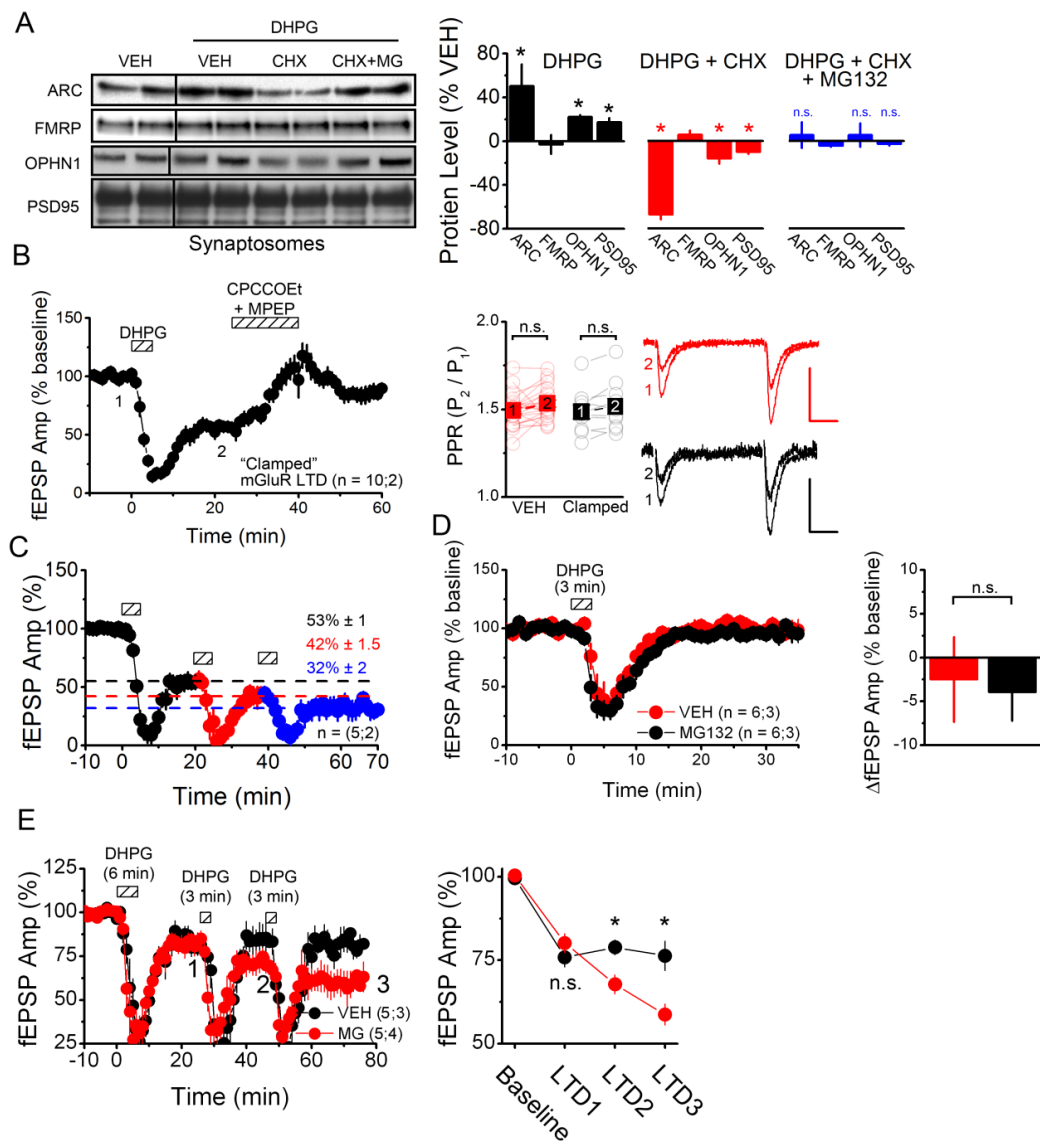 A
DHPG
VEH
VEH
CHX
CHX+MG
ARC
FMRP
OPHN1
PSD95
Synaptosomes
Protien Level (% VEH)
80
40
0
-40
-80
DHPG
DHPG + CHX
DHPG + CHX
+ MG132
*
*
*
*
*
*
n.s.
n.s.
n.s.
ARC
FMRP
OPHN1
PSD95
ARC
FMRP
OPHN1
PSD95
ARC
FMRP
OPHN1
PSD95
B
fEPSP Amp (% baseline)
150
100
50
0
DHPG
CPCCOEt
+ MPEP
1
2
"Clamped"
mGluR LTD (n = 10;2)
0
20
40
60
Time (min)
PPR (P2 / P1)
2.0
1.5
1.0
n.s.
n.s.
1
2
1
2
VEH
Clamped
2
1
2
1
C
fEPSP Amp (%)
150
100
50
0
53% ± 1
42% ± 1.5
32% ± 2
n = (5;2)
-10
0
10
20
30
40
50
60
70
Time (min)
D
fEPSP Amp (% basline)
150
100
50
0
DHPG
(3 min)
VEH (n = 6;3)
MG132 (n = 6;3)
-10
0
10
20
30
Time (min)
ΔfEPSP Amp (% baseline)
10
5
0
-5
-10
n.s.
E
fEPSP Amp (%)
125
100
75
50
25
DHPG
(6 min)
DHPG
(3 min)
DHPG
(3 min)
1
2
3
VEH (5;3)
MG (5;4)
-10
0
20
40
60
80
Time (min)
fEPSP Amp (%)
100
75
50
n.s.
*
*
Baseline
LTD1
LTD2
LTD3